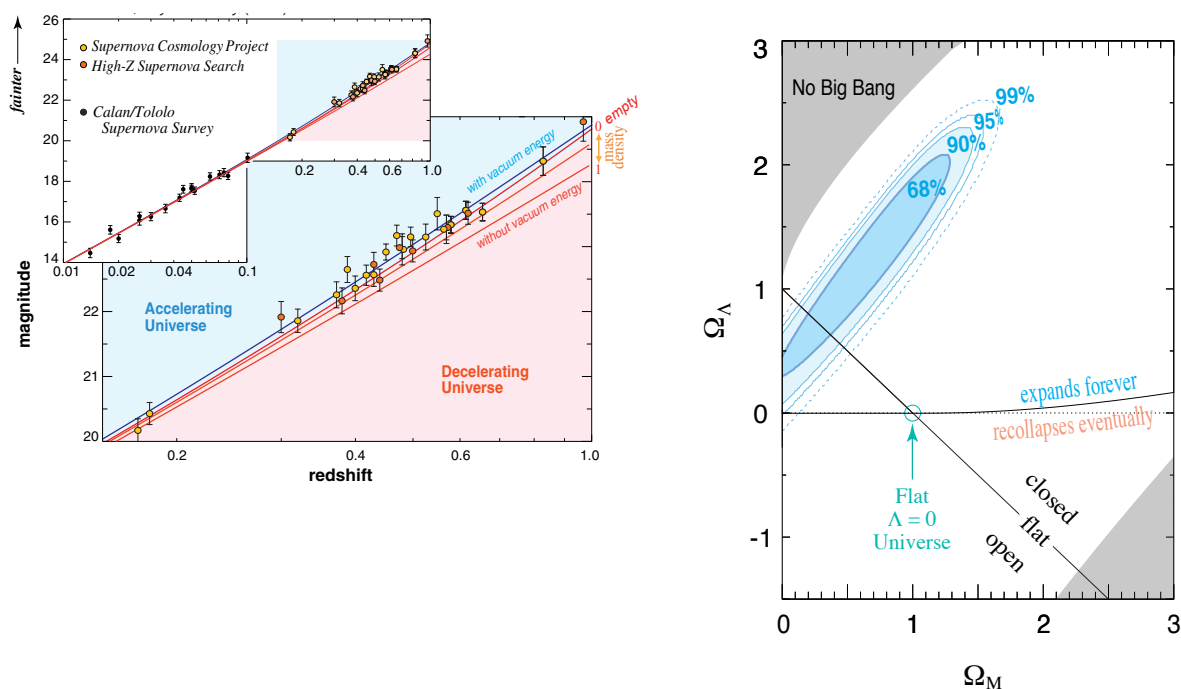 fainter
26
24
22
20
18
16
14
0.01
0.02
0.04
0.1
0.2
0.4
0.6
1.0
Supernova Cosmology Project
High-Z Supernova Search
Calan/Tololo
Supernova Survey
magnitude
22
21
20
0.2
0.4
0.6
1.0
redshift
Accelerating
Universe
Decelerating
Universe
with vacuum energy
without vacuum energy
empty
0
mass
density
1
3
2
1
0
-1
0
1
2
3
ΩΛ
ΩM
No Big Bang
99%
95%
90%
68%
expands forever
recollapses eventually
Flat
Λ = 0
Universe
closed
flat
open